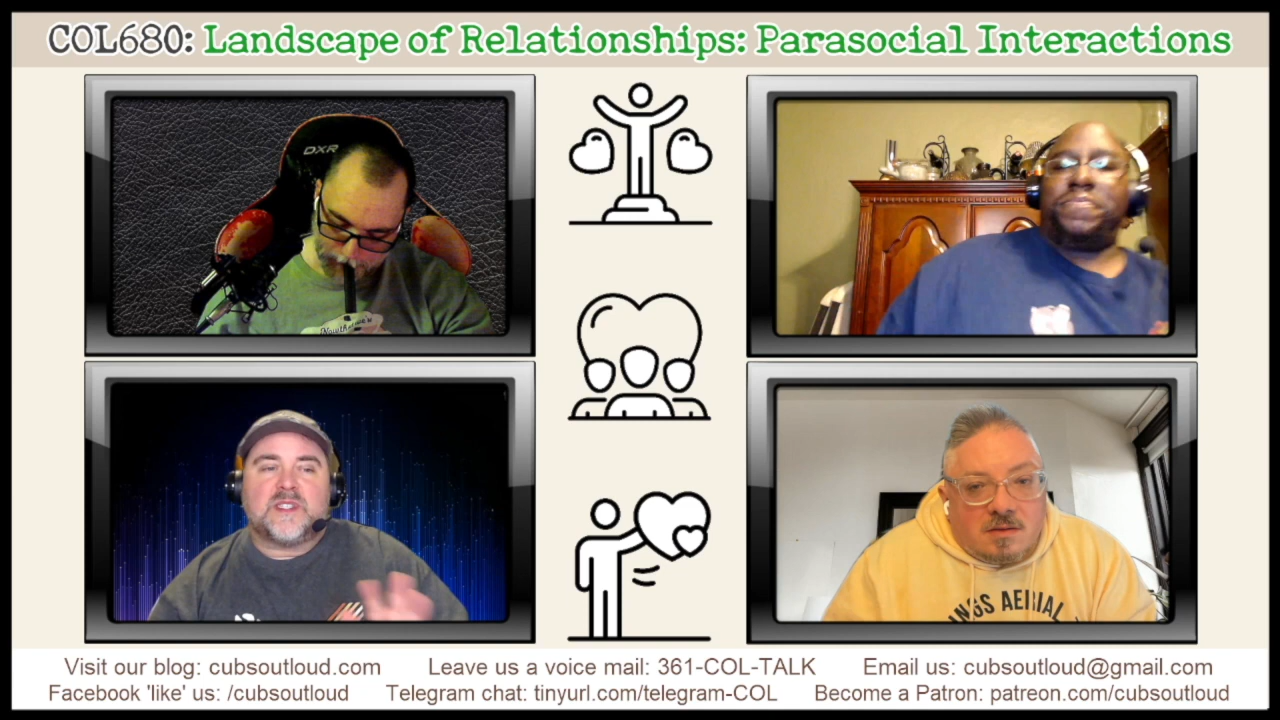 COL680: Landscape of Relationships: Parasocial Interactions
DXR
NGS AERIAL
Visit our blog: cubsoutloud.com Leave us a voice mail: 361-COL-TALK Email us: cubsoutloud@gmail.com
Facebook 'like' us: /cubsoutloud Telegram chat: tinyurl.com/telegram-COL Become a Patron: patreon.com/cubsoutloud